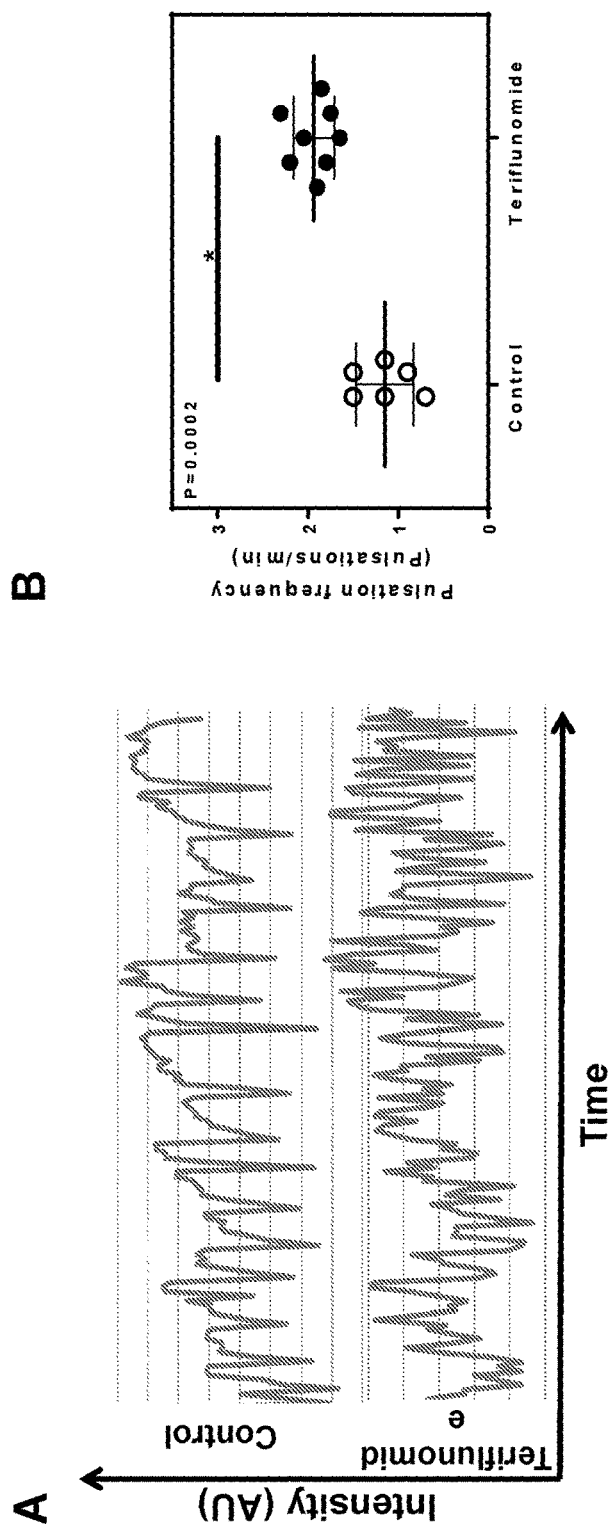 A
Intensity (AU)
Control
Teriflunomid
e
Time
B
Pulsation frequency
(Pulsations/min)
3
2
1
0
P=0.0002
*
Control
Teriflunomide